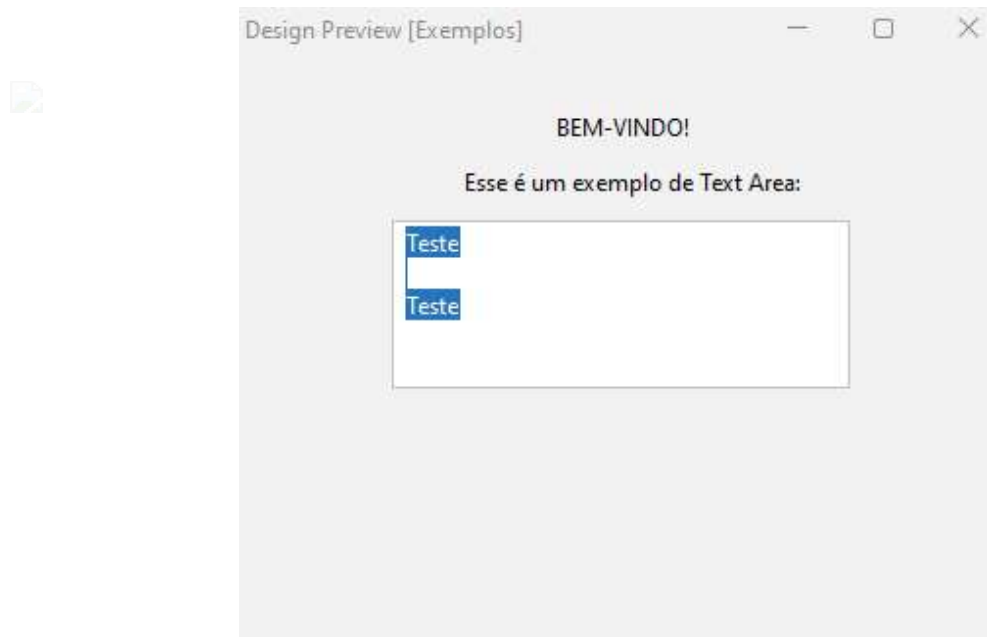 Design Preview [Exemplos]
BEM-VINDO!
Esse é um exemplo de Text Area:
Teste
Teste